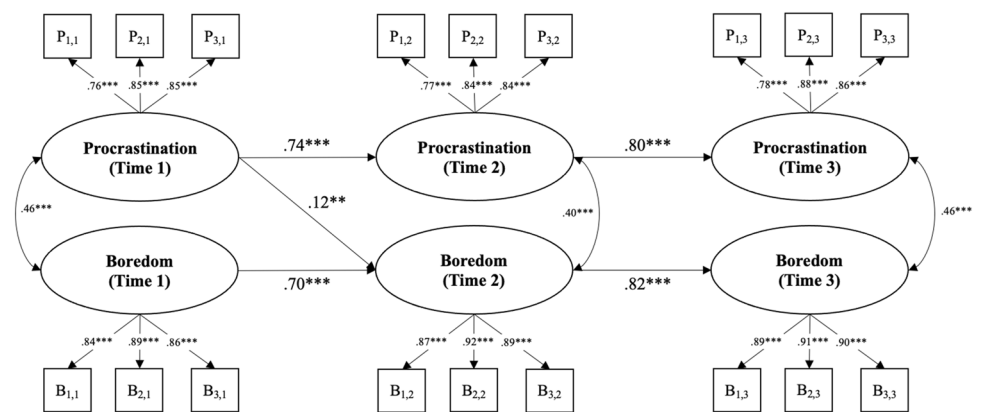 P1,1 P2,1 P3,1 P1,2 P2,2 P3,2 P1,3 P2,3 P3,3
.76*** .85*** .85*** .77*** .84*** .84*** .78*** .88*** .86***
Procrastination
(Time 1)
.74***
Procrastination
(Time 2)
.80***
Procrastination
(Time 3)
.46***
.12**
.40***
.46***
Boredom
(Time 1)
.70***
Boredom
(Time 2)
.82***
Boredom
(Time 3)
.84*** .89*** .86*** .87*** .92*** .89*** .89*** .91*** .90***
B1,1 B2,1 B3,1 B1,2 B2,2 B3,2 B1,3 B2,3 B3,3